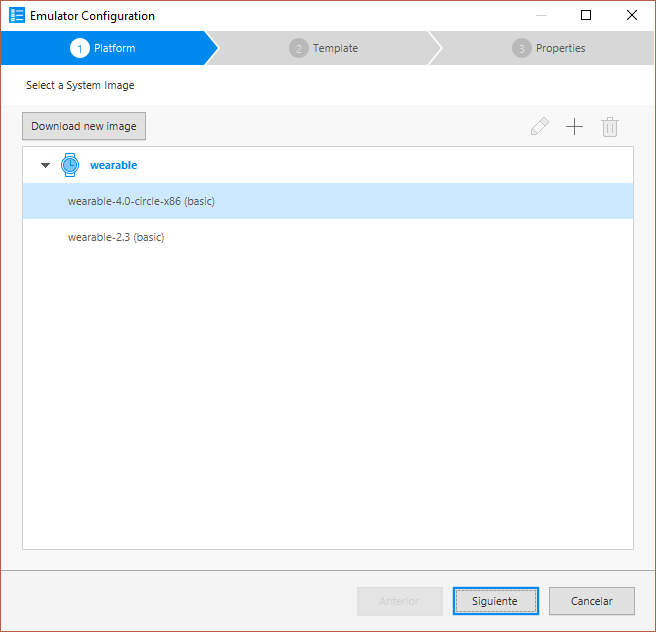 Emulator Configuration
1 Platform
2 Template
3 Properties
Select a System Image
Download new image
wearable
wearable-4.0-circle-x86 (basic)
wearable-2.3 (basic)
Anterior
Siguiente
Cancelar